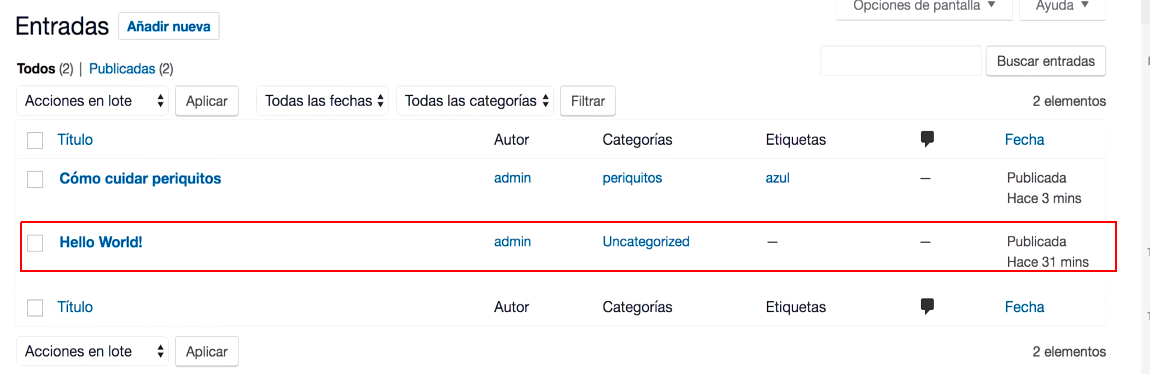 Opciones de pantalla Ayuda
Entradas Añadir nueva
Todos (2) | Publicadas (2) Buscar entradas
Acciones en lote Aplicar Todas las fechas Todas las categorías Filtrar 2 elementos
Título Autor Categorías Etiquetas Fecha
Cómo cuidar periquitos admin periquitos azul — Publicada
Hace 3 mins
Hello World! admin Uncategorized — — Publicada
Hace 31 mins
Título Autor Categorías Etiquetas Fecha
Acciones en lote Aplicar 2 elementos